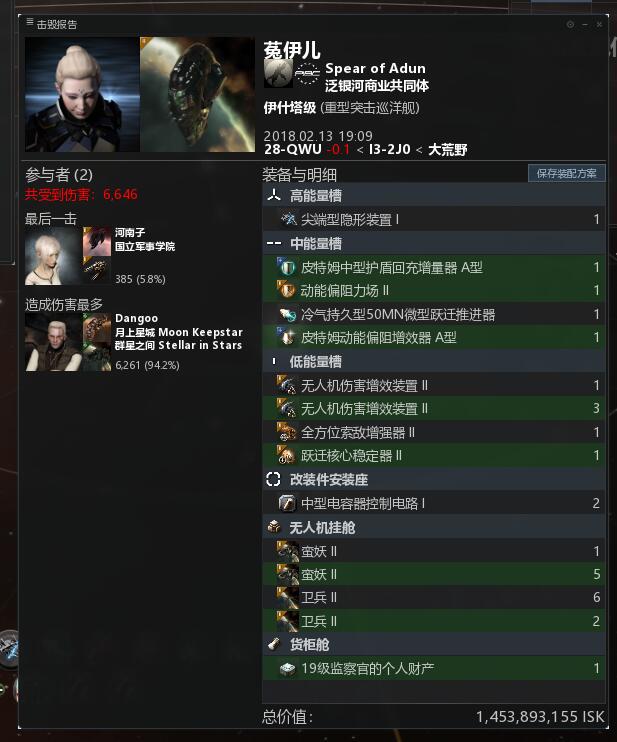 击毁报告
菟伊儿
Spear of Adun
泛银河商业共同体
伊什塔级 (重型突击巡洋舰)
2018.02.13 19:09
28-QWU -0.1 < I3-2J0 < 大荒野
参与者 (2)
共受到伤害: 6,646
最后一击
河南子
国立军事学院
385 (5.8%)
造成伤害最多
Dangoo
月上星城 Moon Keepstar
群星之间 Stellar in Stars
6,261 (94.2%)
装备与明细
保存装配方案
高能量槽
尖端型隐形装置 I 1
中能量槽
皮特姆中型护盾回充增量器 A型 1
动能偏阻力场 II 1
冷气持久型50MN微型跃迁推进器 1
皮特姆动能偏阻增效器 A型 1
低能量槽
无人机伤害增效装置 II 1
无人机伤害增效装置 II 3
全方位索敌增强器 II 1
跃迁核心稳定器 II 1
改装件安装座
中型电容器控制电路 I 2
无人机挂舱
蛮妖 II 1
蛮妖 II 5
卫兵 II 6
卫兵 II 2
货柜舱
19级监察官的个人财产 1
总价值: 1,453,893,155 ISK